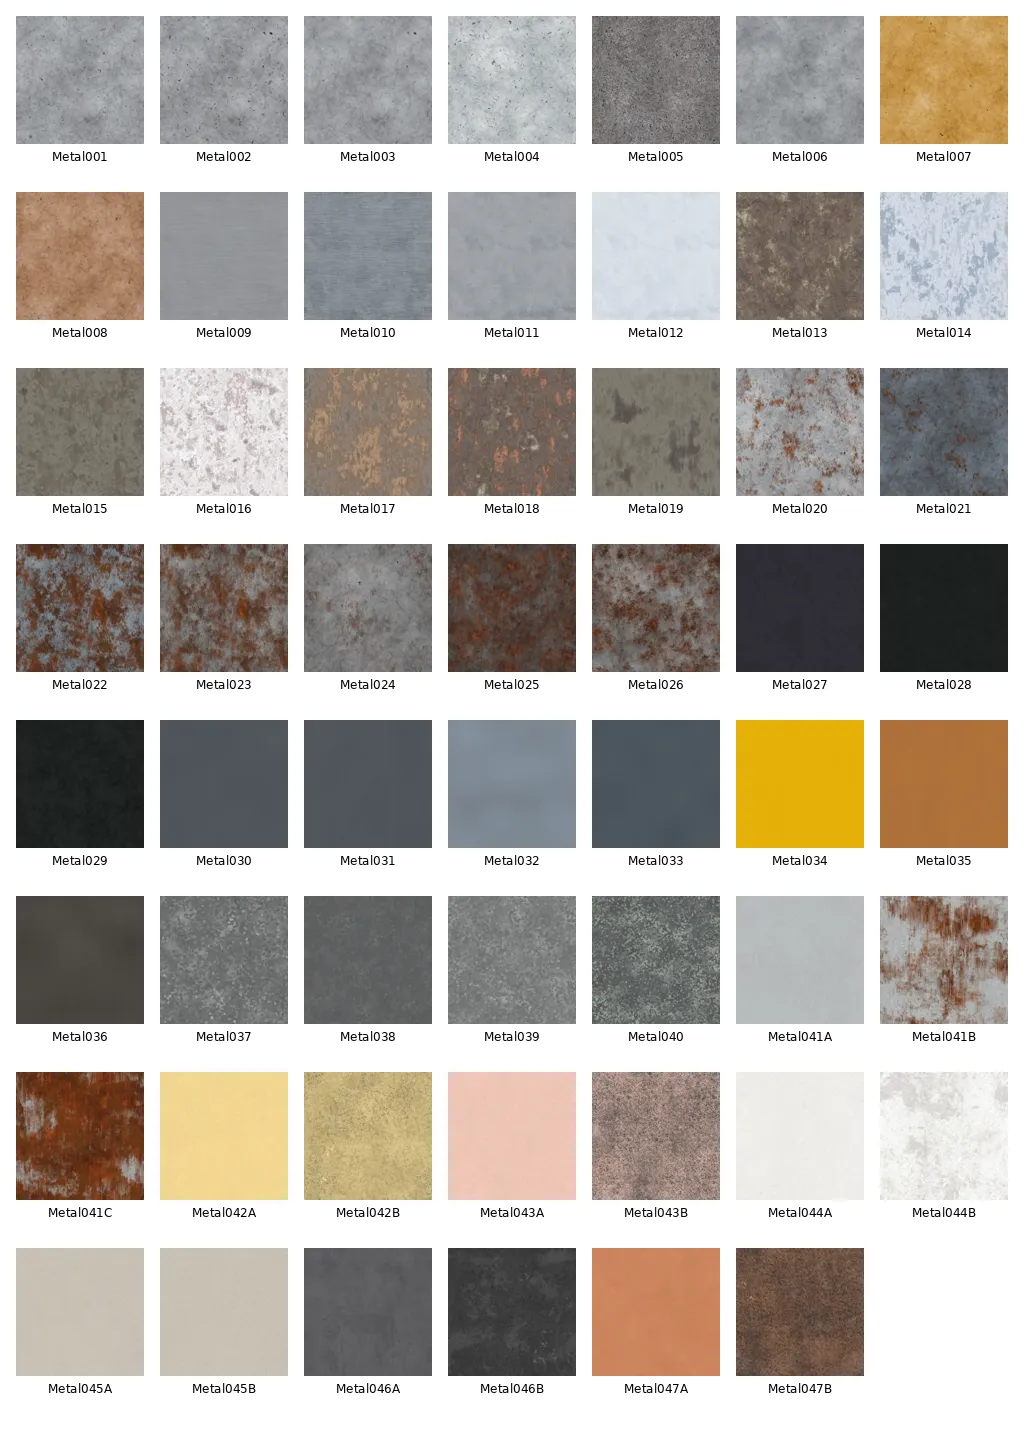 Metal001 Metal002 Metal003 Metal004 Metal005 Metal006 Metal007
Metal008 Metal009 Metal010 Metal011 Metal012 Metal013 Metal014
Metal015 Metal016 Metal017 Metal018 Metal019 Metal020 Metal021
Metal022 Metal023 Metal024 Metal025 Metal026 Metal027 Metal028
Metal029 Metal030 Metal031 Metal032 Metal033 Metal034 Metal035
Metal036 Metal037 Metal038 Metal039 Metal040 Metal041A Metal041B
Metal041C Metal042A Metal042B Metal043A Metal043B Metal044A Metal044B
Metal045A Metal045B Metal046A Metal046B Metal047A Metal047B